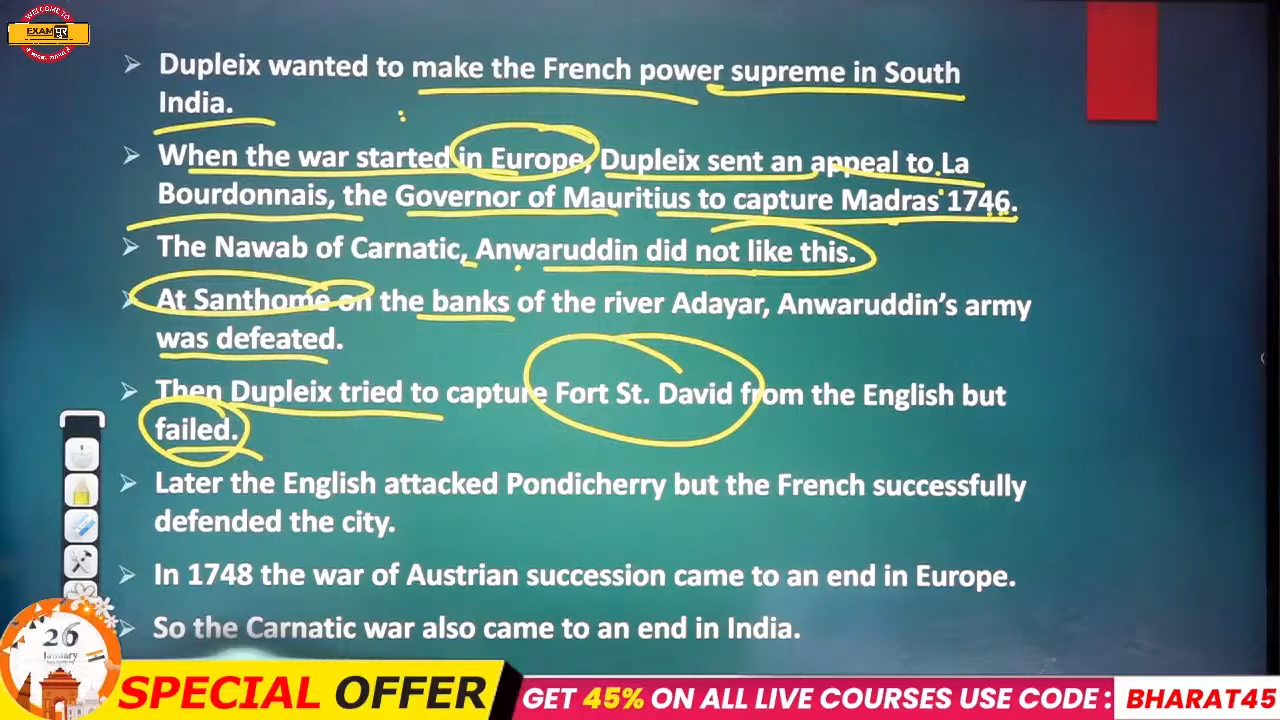 WELCOME TO
EXAM पुर
Dupleix wanted to make the French power supreme in South
India.
When the war started in Europe, Dupleix sent an appeal to La
Bourdonnais, the Governor of Mauritius to capture Madras 1746.
The Nawab of Carnatic, Anwaruddin did not like this.
At Santhome on the banks of the river Adayar, Anwaruddin’s army
was defeated.
Then Dupleix tried to capture Fort St. David from the English but
failed.
Later the English attacked Pondicherry but the French successfully
defended the city.
In 1748 the war of Austrian succession came to an end in Europe.
So the Carnatic war also came to an end in India.
26
January
SPECIAL OFFER
GET 45% ON ALL LIVE COURSES USE CODE : BHARAT45